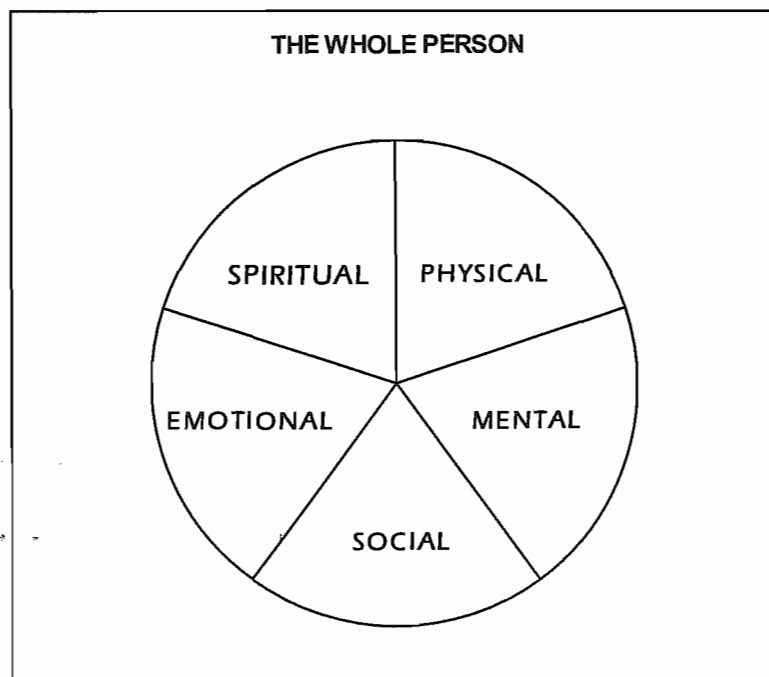 THE WHOLE PERSON
SPIRITUAL
PHYSICAL
EMOTIONAL
MENTAL
SOCIAL